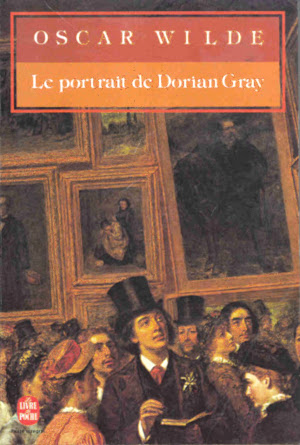 OSCAR WILDE
Le portrait de Dorian Gray
LE
LIVRE
DE
POCHE